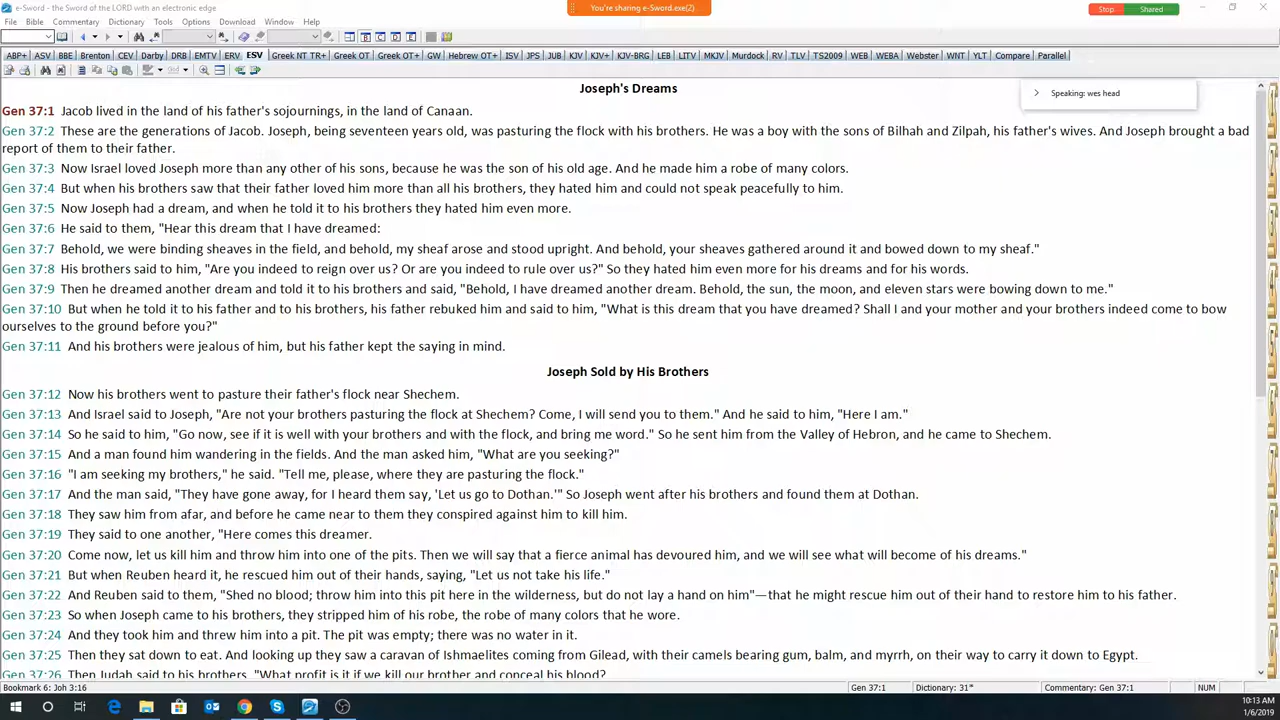 e-Sword - the Sword of the LORD with an electronic edge
You're sharing e-Sword.exe(2)
Stop Shared
File Bible Commentary Dictionary Tools Options Download Window Help
ABP+ ASV BBE Brenton CEV Darby DRB EMTV ERV ESV Greek NT TR+ Greek OT Greek OT+ GW Hebrew OT+ ISV JPS JUB KJV KJV+ KJV-BRG LEB LITV MKJV Murdock RV TLV TS2009 WEB WEBA Webster WNT YLT Compare Parallel
Joseph's Dreams
Speaking: wes head
Gen 37:1 Jacob lived in the land of his father's sojournings, in the land of Canaan.
Gen 37:2 These are the generations of Jacob. Joseph, being seventeen years old, was pasturing the flock with his brothers. He was a boy with the sons of Bilhah and Zilpah, his father's wives. And Joseph brought a bad
report of them to their father.
Gen 37:3 Now Israel loved Joseph more than any other of his sons, because he was the son of his old age. And he made him a robe of many colors.
Gen 37:4 But when his brothers saw that their father loved him more than all his brothers, they hated him and could not speak peacefully to him.
Gen 37:5 Now Joseph had a dream, and when he told it to his brothers they hated him even more.
Gen 37:6 He said to them, "Hear this dream that I have dreamed:
Gen 37:7 Behold, we were binding sheaves in the field, and behold, my sheaf arose and stood upright. And behold, your sheaves gathered around it and bowed down to my sheaf."
Gen 37:8 His brothers said to him, "Are you indeed to reign over us? Or are you indeed to rule over us?" So they hated him even more for his dreams and for his words.
Gen 37:9 Then he dreamed another dream and told it to his brothers and said, "Behold, I have dreamed another dream. Behold, the sun, the moon, and eleven stars were bowing down to me."
Gen 37:10 But when he told it to his father and to his brothers, his father rebuked him and said to him, "What is this dream that you have dreamed? Shall I and your mother and your brothers indeed come to bow
ourselves to the ground before you?"
Gen 37:11 And his brothers were jealous of him, but his father kept the saying in mind.
Joseph Sold by His Brothers
Gen 37:12 Now his brothers went to pasture their father's flock near Shechem.
Gen 37:13 And Israel said to Joseph, "Are not your brothers pasturing the flock at Shechem? Come, I will send you to them." And he said to him, "Here I am."
Gen 37:14 So he said to him, "Go now, see if it is well with your brothers and with the flock, and bring me word." So he sent him from the Valley of Hebron, and he came to Shechem.
Gen 37:15 And a man found him wandering in the fields. And the man asked him, "What are you seeking?"
Gen 37:16 "I am seeking my brothers," he said. "Tell me, please, where they are pasturing the flock."
Gen 37:17 And the man said, "They have gone away, for I heard them say, 'Let us go to Dothan.'" So Joseph went after his brothers and found them at Dothan.
Gen 37:18 They saw him from afar, and before he came near to them they conspired against him to kill him.
Gen 37:19 They said to one another, "Here comes this dreamer.
Gen 37:20 Come now, let us kill him and throw him into one of the pits. Then we will say that a fierce animal has devoured him, and we will see what will become of his dreams."
Gen 37:21 But when Reuben heard it, he rescued him out of their hands, saying, "Let us not take his life."
Gen 37:22 And Reuben said to them, "Shed no blood; throw him into this pit here in the wilderness, but do not lay a hand on him"—that he might rescue him out of their hand to restore him to his father.
Gen 37:23 So when Joseph came to his brothers, they stripped him of his robe, the robe of many colors that he wore.
Gen 37:24 And they took him and threw him into a pit. The pit was empty; there was no water in it.
Gen 37:25 Then they sat down to eat. And looking up they saw a caravan of Ishmaelites coming from Gilead, with their camels bearing gum, balm, and myrrh, on their way to carry it down to Egypt.
Gen 37:26 Then Judah said to his brothers, "What profit is it if we kill our brother and conceal his blood?
Bookmark 6: Joh 3:16 Gen 37:1 Dictionary: 31* Commentary: Gen 37:1 NUM
10:13 AM
1/6/2019